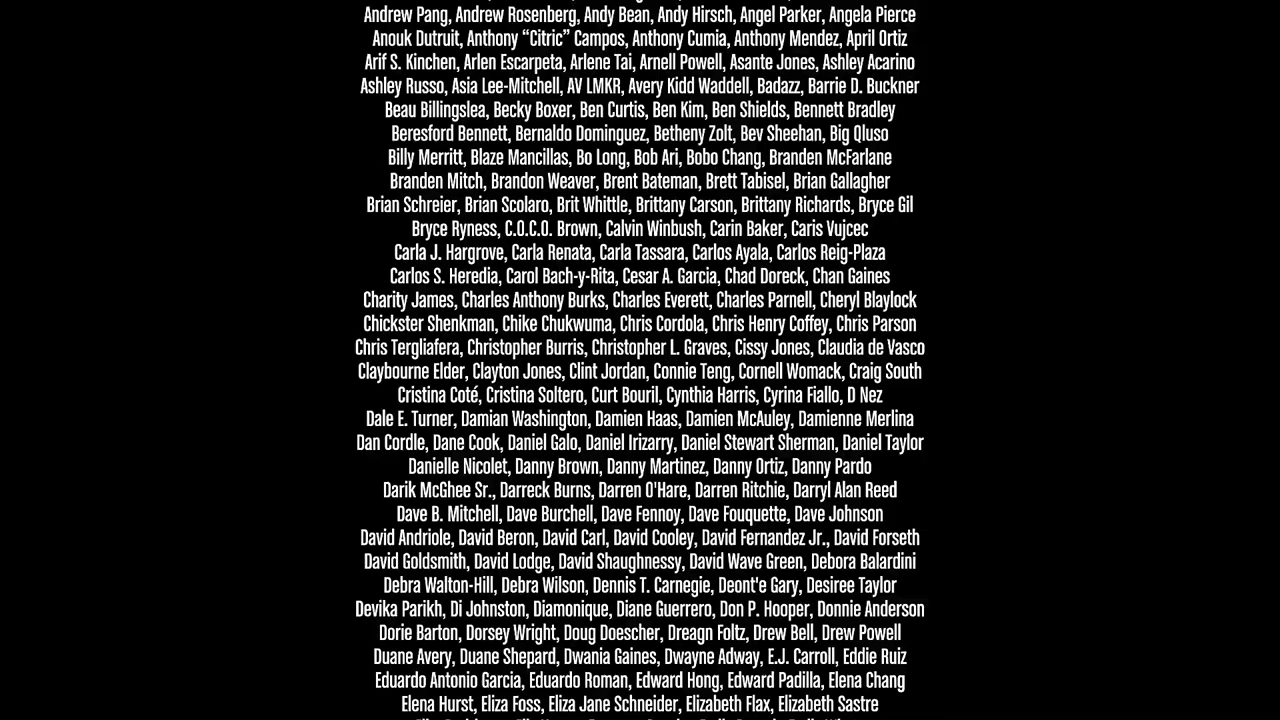 Andrew Pang, Andrew Rosenberg, Andy Bean, Andy Hirsch, Angel Parker, Angela Pierce
Anouk Dutruit, Anthony “Citric” Campos, Anthony Cumia, Anthony Mendez, April Ortiz
Arif S. Kinchen, Arlen Escarpeta, Arlene Tai, Arnell Powell, Asante Jones, Ashley Acarino
Ashley Russo, Asia Lee-Mitchell, AV LMKR, Avery Kidd Waddell, Badazz, Barrie D. Buckner
Beau Billingslea, Becky Boxer, Ben Curtis, Ben Kim, Ben Shields, Bennett Bradley
Beresford Bennett, Bernaldo Dominguez, Betheny Zolt, Bev Sheehan, Big Qluso
Billy Merritt, Blaze Mancillas, Bo Long, Bob Ari, Bobo Chang, Branden McFarlane
Branden Mitch, Brandon Weaver, Brent Bateman, Brett Tabisel, Brian Gallagher
Brian Schreier, Brian Scolaro, Brit Whittle, Brittany Carson, Brittany Richards, Bryce Gil
Bryce Ryness, C.O.C.O. Brown, Calvin Winbush, Carin Baker, Caris Vujcec
Carla J. Hargrove, Carla Renata, Carla Tassara, Carlos Ayala, Carlos Reig-Plaza
Carlos S. Heredia, Carol Bach-y-Rita, Cesar A. Garcia, Chad Doreck, Chan Gaines
Charity James, Charles Anthony Burks, Charles Everett, Charles Parnell, Cheryl Blaylock
Chickster Shenkman, Chike Chukwuma, Chris Cordola, Chris Henry Coffey, Chris Parson
Chris Tergliafera, Christopher Burris, Christopher L. Graves, Cissy Jones, Claudia de Vasco
Claybourne Elder, Clayton Jones, Clint Jordan, Connie Teng, Cornell Womack, Craig South
Cristina Coté, Cristina Soltero, Curt Bouril, Cynthia Harris, Cyrina Fiallo, D Nez
Dale E. Turner, Damian Washington, Damien Haas, Damien McAuley, Damienne Merlina
Dan Cordle, Dane Cook, Daniel Galo, Daniel Irizarry, Daniel Stewart Sherman, Daniel Taylor
Danielle Nicolet, Danny Brown, Danny Martinez, Danny Ortiz, Danny Pardo
Darik McGhee Sr., Darreck Burns, Darren O'Hare, Darren Ritchie, Darryl Alan Reed
Dave B. Mitchell, Dave Burchell, Dave Fennoy, Dave Fouquette, Dave Johnson
David Andriole, David Beron, David Carl, David Cooley, David Fernandez Jr., David Forseth
David Goldsmith, David Lodge, David Shaughnessy, David Wave Green, Debora Balardini
Debra Walton-Hill, Debra Wilson, Dennis T. Carnegie, Deont'e Gary, Desiree Taylor
Devika Parikh, Di Johnston, Diamonique, Diane Guerrero, Don P. Hooper, Donnie Anderson
Dorie Barton, Dorsey Wright, Doug Doescher, Dreagn Foltz, Drew Bell, Drew Powell
Duane Avery, Duane Shepard, Dwania Gaines, Dwayne Adway, E.J. Carroll, Eddie Ruiz
Eduardo Antonio Garcia, Eduardo Roman, Edward Hong, Edward Padilla, Elena Chang
Elena Hurst, Eliza Foss, Eliza Jane Schneider, Elizabeth Flax, Elizabeth Sastre